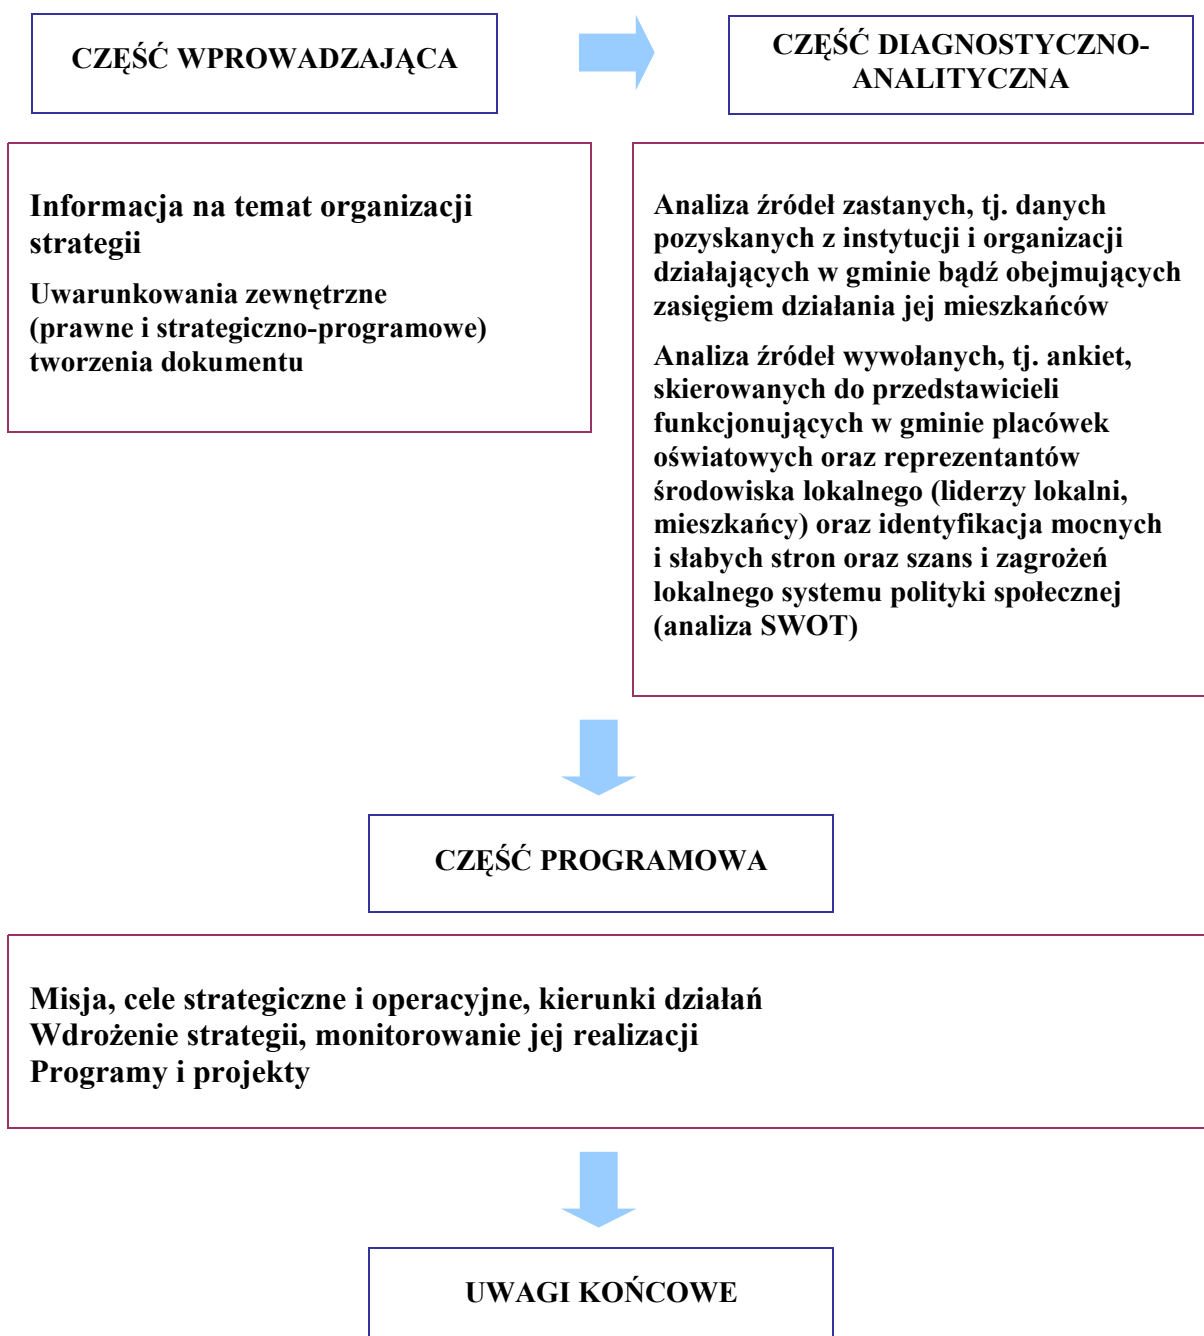 CZĘŚĆ WPROWADZAJĄCA
CZĘŚĆ DIAGNOSTYCZNO-
ANALITYCZNA
Informacja na temat organizacji
strategii
Uwarunkowania zewnętrzne
(prawne i strategiczno-programowe)
tworzenia dokumentu
Analiza źródeł zastanych, tj. danych
pozyskanych z instytucji i organizacji
działających w gminie bądź obejmujących
zasięgiem działania jej mieszkańców
Analiza źródeł wywołanych, tj. ankiet,
skierowanych do przedstawicieli
funkcjonujących w gminie placówek
oświatowych oraz reprezentantów
środowiska lokalnego (liderzy lokalni,
mieszkańcy) oraz identyfikacja mocnych
i słabych stron oraz szans i zagrożeń
lokalnego systemu polityki społecznej
(analiza SWOT)
CZĘŚĆ PROGRAMOWA
Misja, cele strategiczne i operacyjne, kierunki działań
Wdrożenie strategii, monitorowanie jej realizacji
Programy i projekty
UWAGI KOŃCOWE